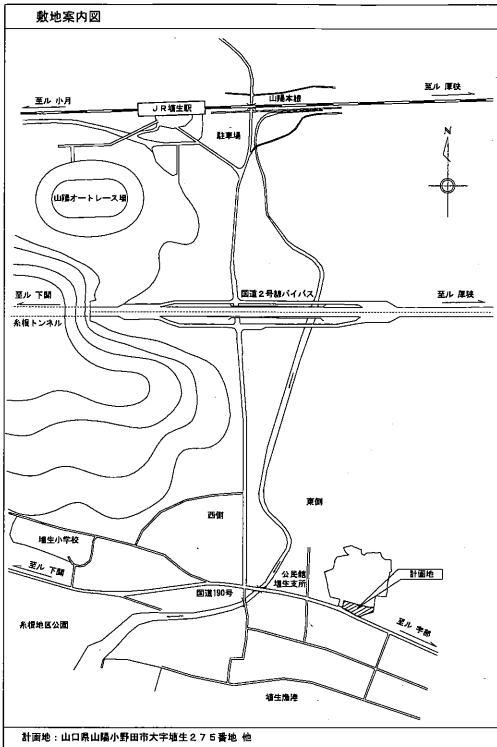 敷地案内図
至ル 小月
JR埴生駅
山陽本線
至ル 厚狭
駐車場
N
山陽オートレース場
至ル 下関
国道2号線バイパス
至ル 厚狭
糸根トンネル
東側
西側
埴生小学校
至ル 下関
公民館
埴生支所
計画地
国道190号
糸根地区公園
至ル 宇部
埴生漁港
計画地：山口県山陽小野田市大字埴生275番地 他